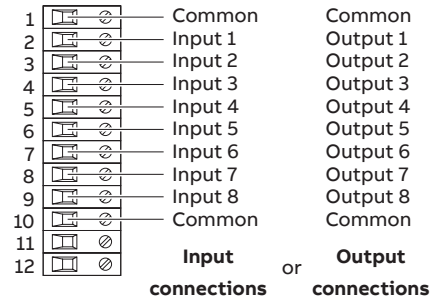 1 Common Common
2 Input 1 Output 1
3 Input 2 Output 2
4 Input 3 Output 3
5 Input 4 Output 4
6 Input 5 Output 5
7 Input 6 Output 6
8 Input 7 Output 7
9 Input 8 Output 8
10 Common Common
11
12
Input connections or Output connections